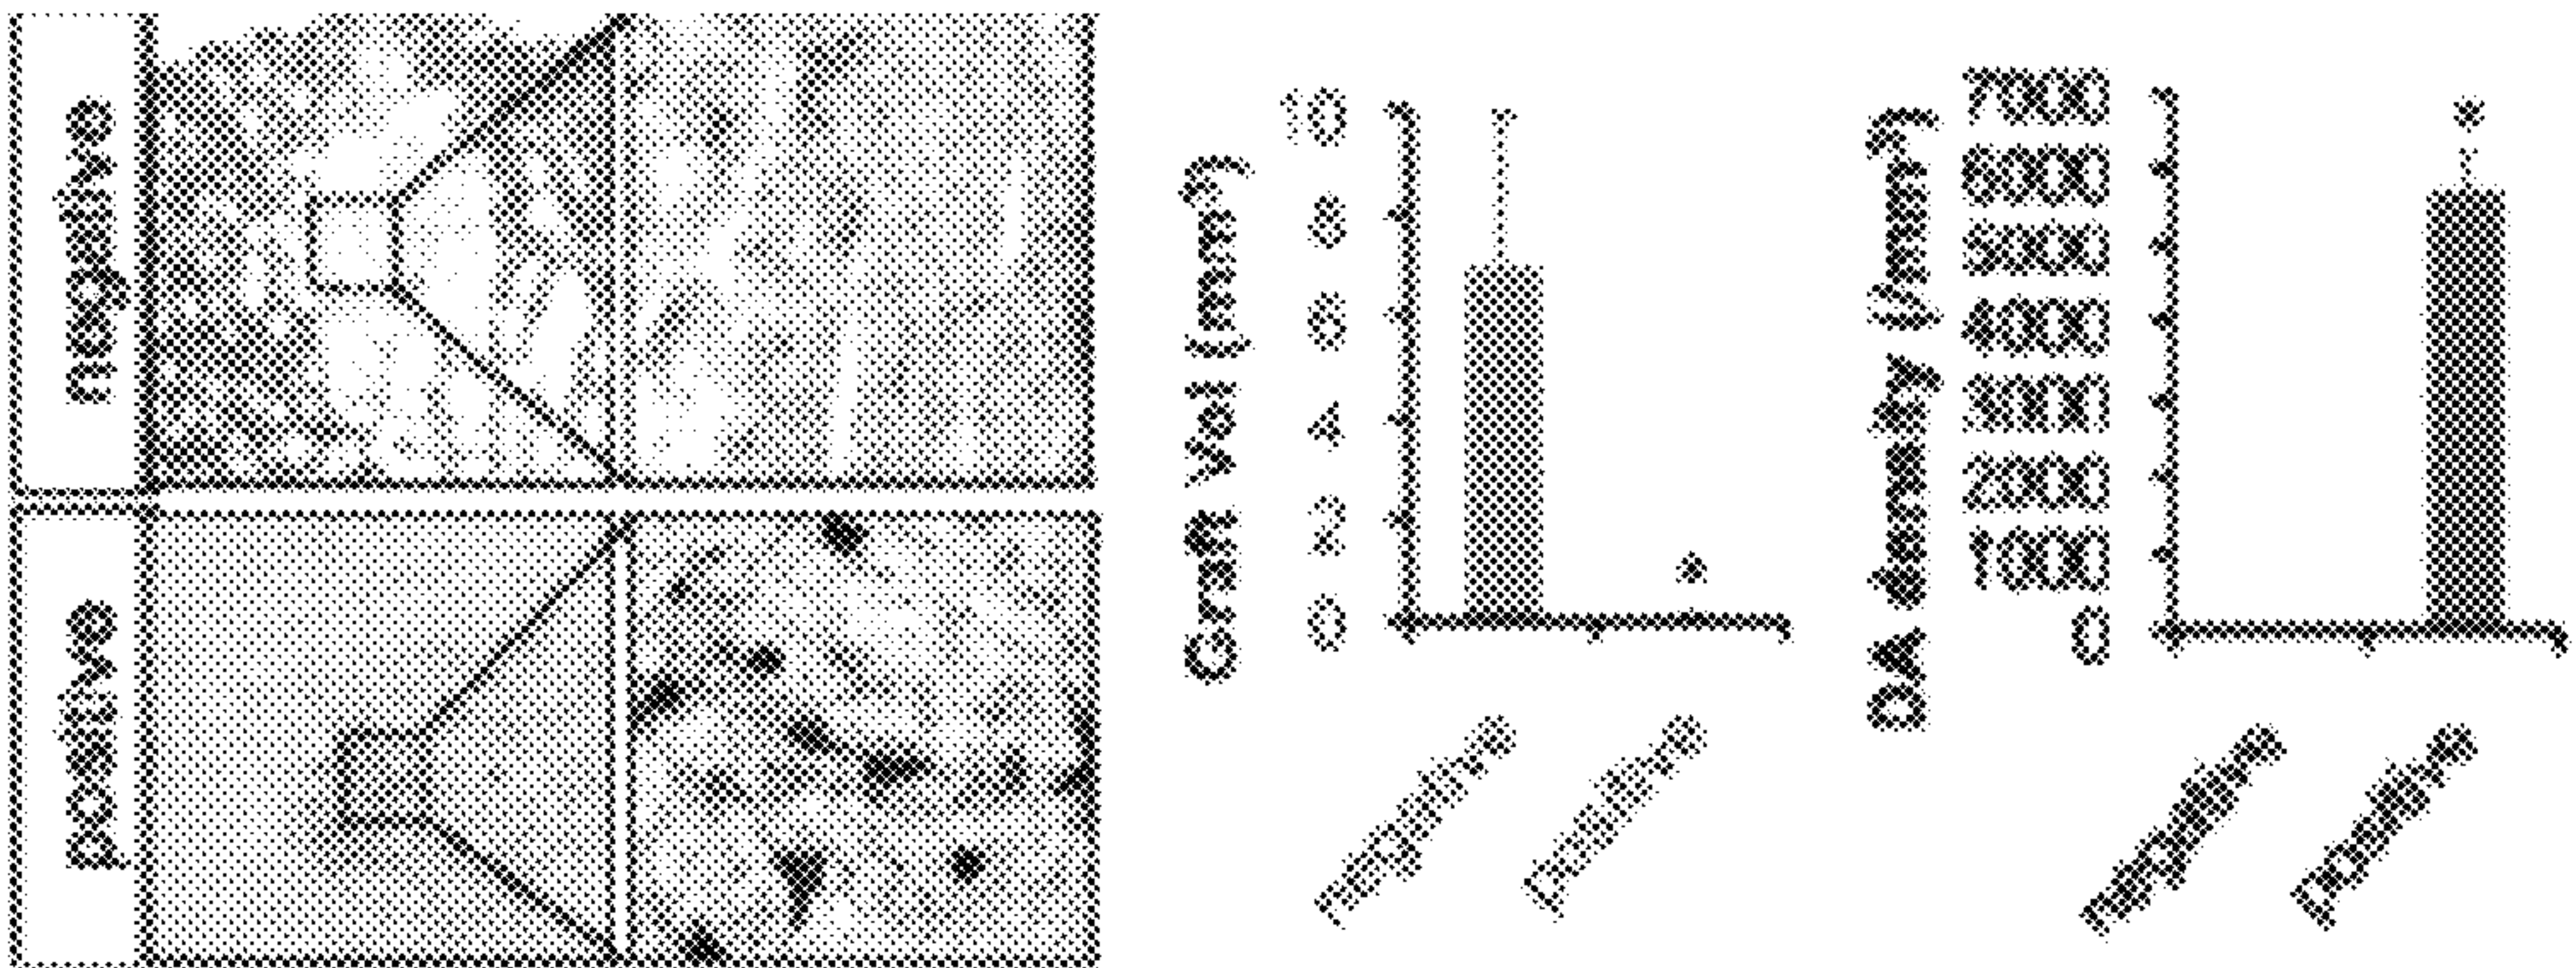 negative
positive
Graft Vol (mm³)
10
8
6
4
2
0
negative
positive
DA density (/mm³)
7000
6000
5000
4000
3000
2000
1000
0
negative
positive
*
*